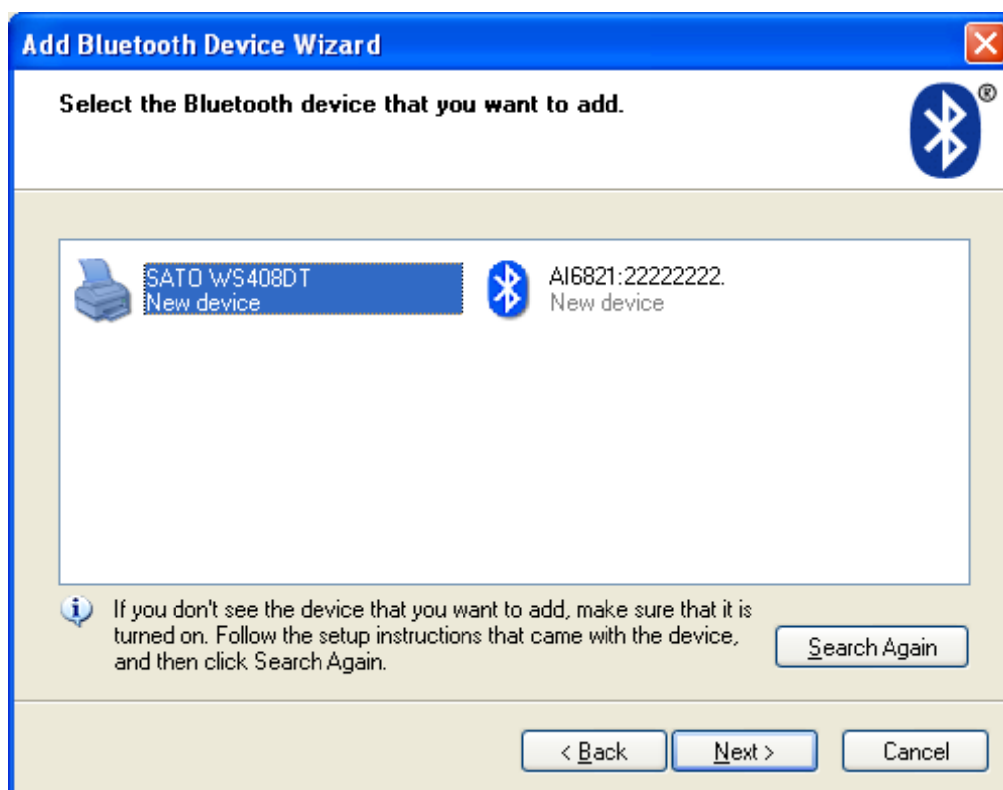 Add Bluetooth Device Wizard
Select the Bluetooth device that you want to add.
®
SATO WS408DT
New device
AI6821:22222222.
New device
If you don't see the device that you want to add, make sure that it is
turned on. Follow the setup instructions that came with the device,
and then click Search Again.
Search Again
< Back
Next >
Cancel